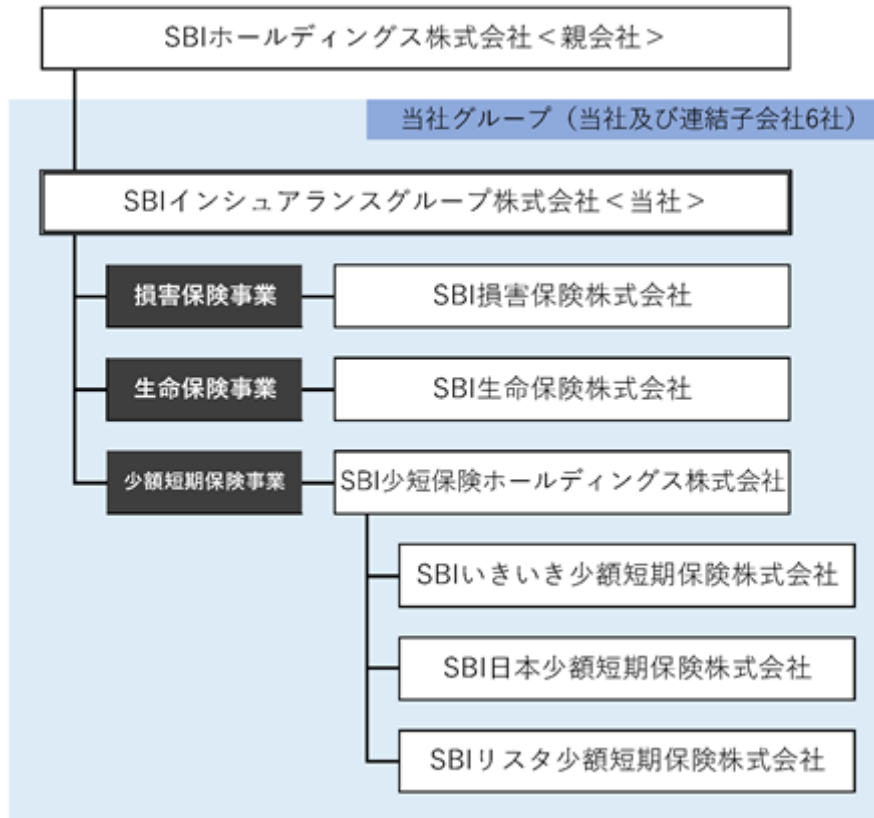 SBIホールディングス株式会社＜親会社＞
当社グループ（当社及び連結子会社6社）
SBIインシュアランスグループ株式会社＜当社＞
損害保険事業
SBI損害保険株式会社
生命保険事業
SBI生命保険株式会社
少額短期保険事業
SBI少短保険ホールディングス株式会社
SBIいきいき少額短期保険株式会社
SBI日本少額短期保険株式会社
SBIリスタ少額短期保険株式会社